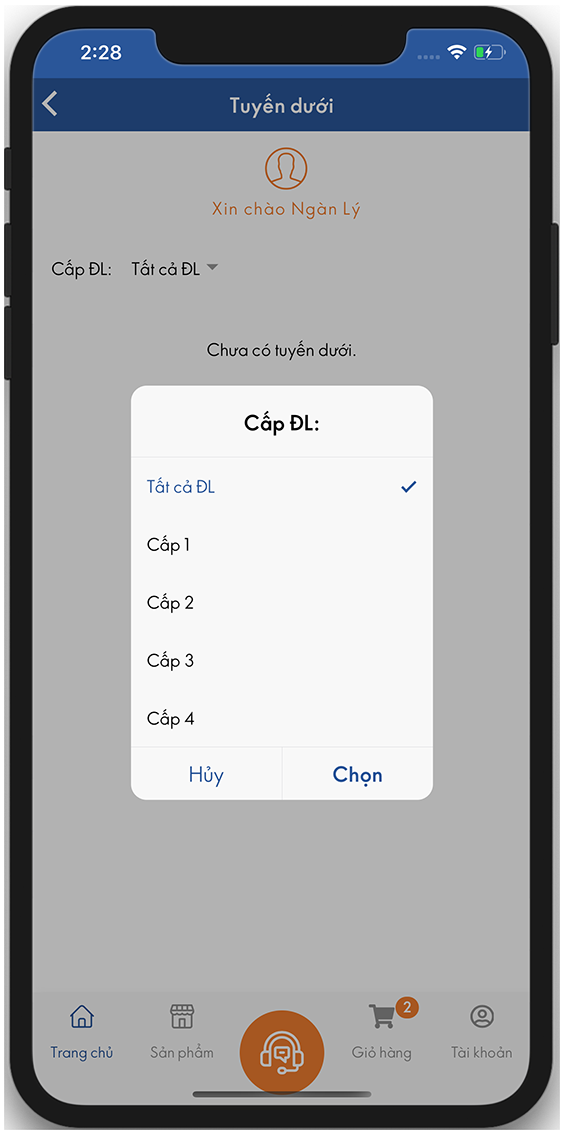 2:28
Tuyến dưới
Xin chào Ngàn Lý
Cấp ĐL: Tất cả ĐL
Chưa có tuyến dưới.
Cấp ĐL:
Tất cả ĐL
Cấp 1
Cấp 2
Cấp 3
Cấp 4
Hủy Chọn
2
Trang chủ Sản phẩm Giỏ hàng Tài khoản